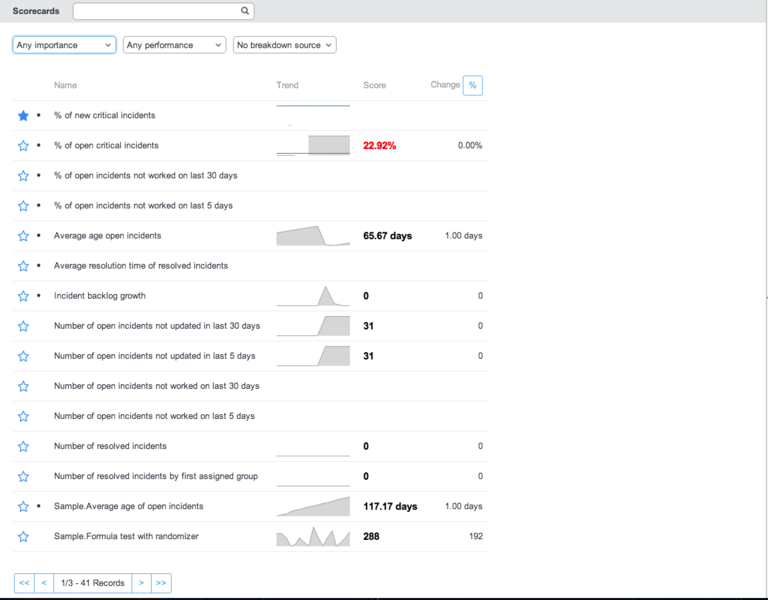 Scorecards
Any importance Any performance No breakdown source
Name Trend Score Change %
% of new critical incidents
% of open critical incidents 22.92% 0.00%
% of open incidents not worked on last 30 days
% of open incidents not worked on last 5 days
Average age open incidents 65.67 days 1.00 days
Average resolution time of resolved incidents
Incident backlog growth 0 0
Number of open incidents not updated in last 30 days 31 0
Number of open incidents not updated in last 5 days 31 0
Number of open incidents not worked on last 30 days
Number of open incidents not worked on last 5 days
Number of resolved incidents 0 0
Number of resolved incidents by first assigned group 0 0
Sample.Average age of open incidents 117.17 days 1.00 days
Sample.Formula test with randomizer 288 192
<< < 1/3 - 41 Records > >>